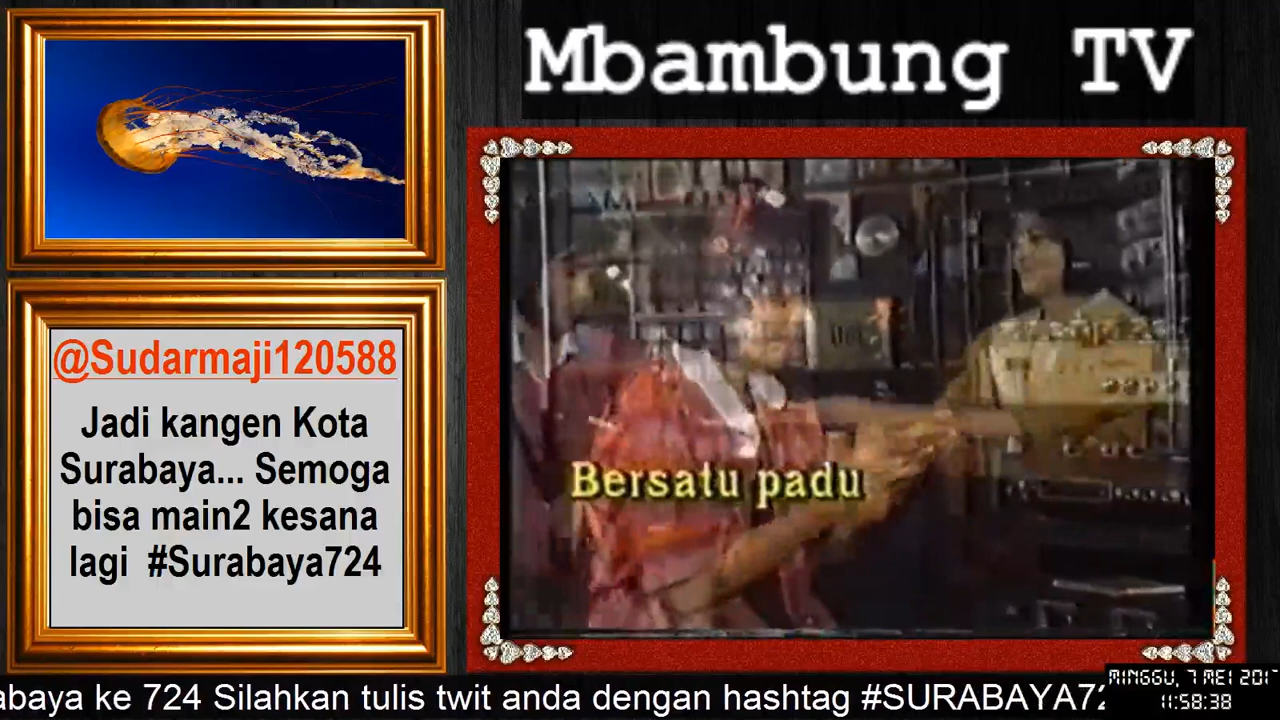 Mbambung TV
@Sudarmaji120588
Jadi kangen Kota
Surabaya... Semoga
bisa main2 kesana
lagi #Surabaya724
Bersatu padu
abaya ke 724 Silahkan tulis twit anda dengan hashtag #SURABAYA72
MINGGU, 7 MEI 2017
11:58:38